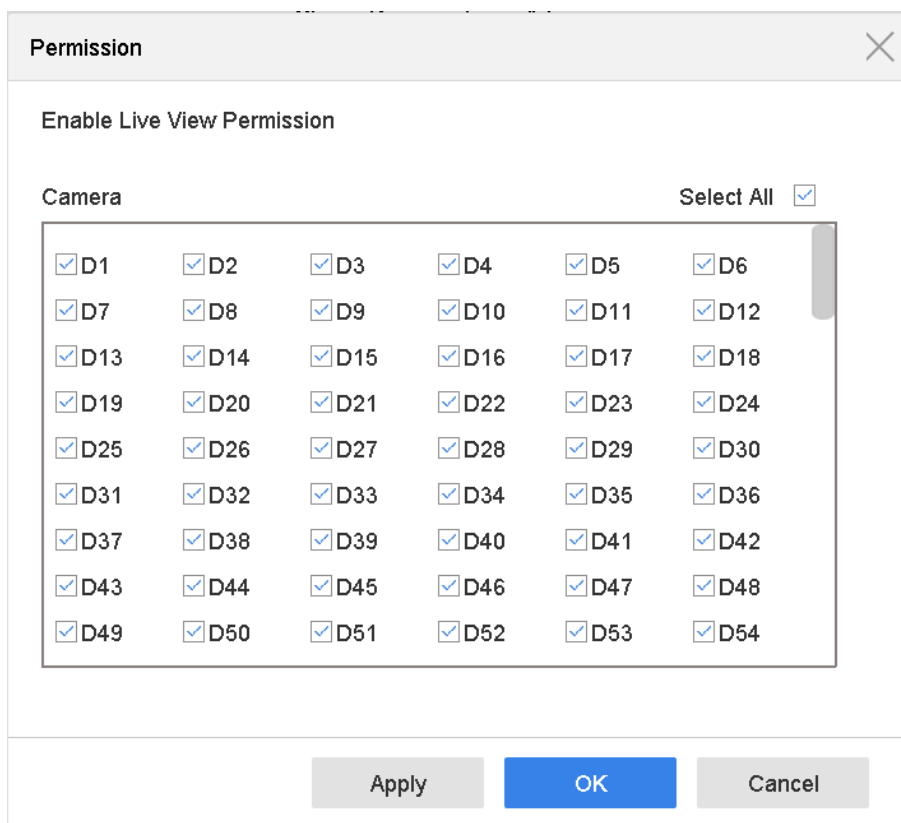 Permission
Enable Live View Permission
Camera Select All
D1 D2 D3 D4 D5 D6
D7 D8 D9 D10 D11 D12
D13 D14 D15 D16 D17 D18
D19 D20 D21 D22 D23 D24
D25 D26 D27 D28 D29 D30
D31 D32 D33 D34 D35 D36
D37 D38 D39 D40 D41 D42
D43 D44 D45 D46 D47 D48
D49 D50 D51 D52 D53 D54
Apply OK Cancel